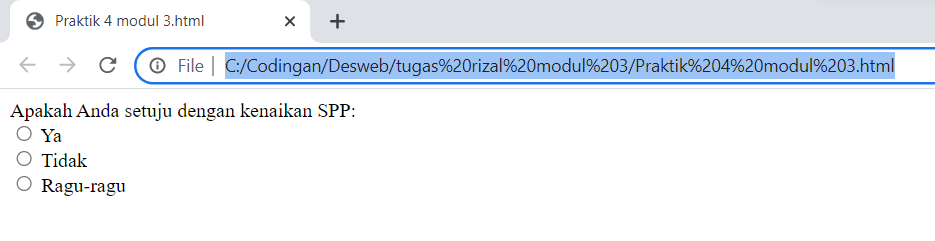 Praktik 4 modul 3.html
File | C:/Codingan/Desweb/tugas%20rizal%20modul%203/Praktik%204%20modul%203.html
Apakah Anda setuju dengan kenaikan SPP:
Ya
Tidak
Ragu-ragu